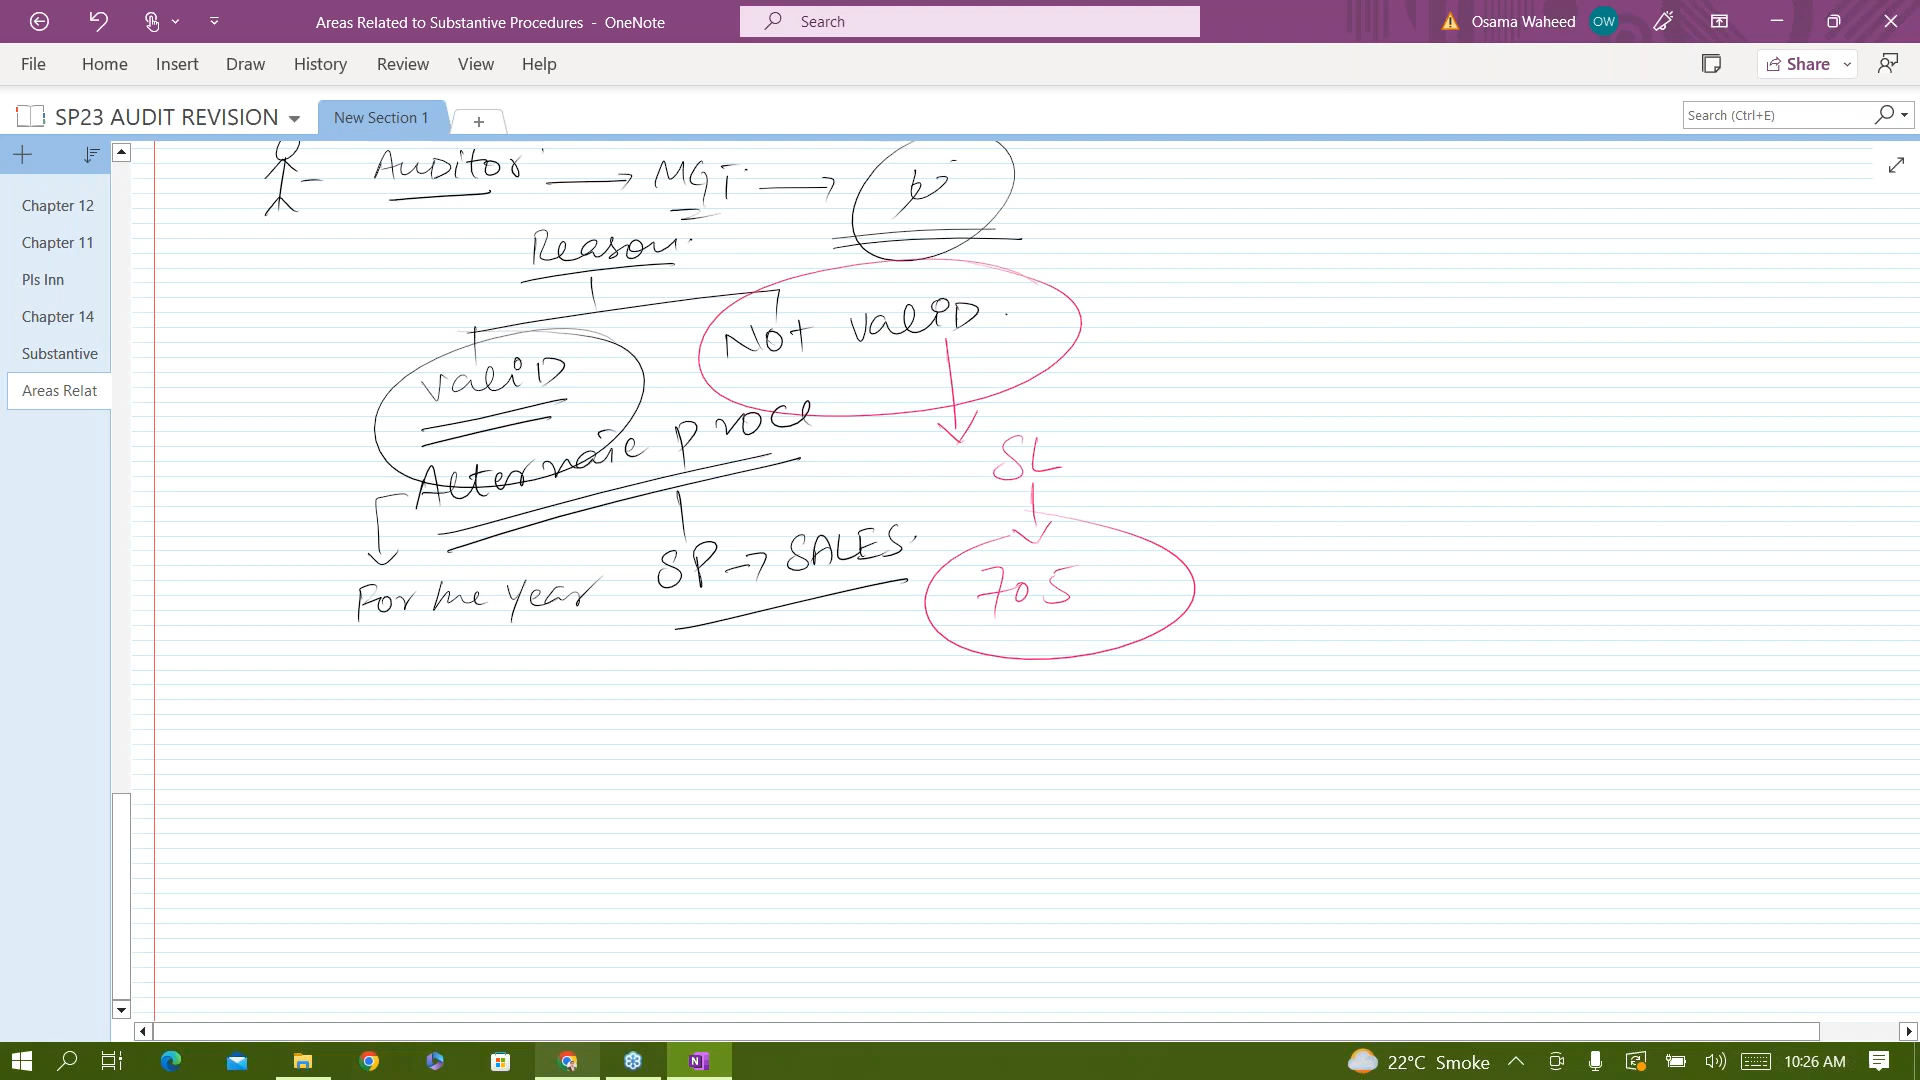 Areas Related to Substantive Procedures - OneNote
Search
Osama Waheed
OW
File Home Insert Draw History Review View Help
Share
SP23 AUDIT REVISION
New Section 1
+
Search (Ctrl+E)
Chapter 12
Chapter 11
Pls Inn
Chapter 14
Substantive
Areas Relat
Auditor MGT
Reason
Valid
Not Valid
Alternate Proce
SL
SP → SALES
705
For the Year
22°C Smoke
10:26 AM